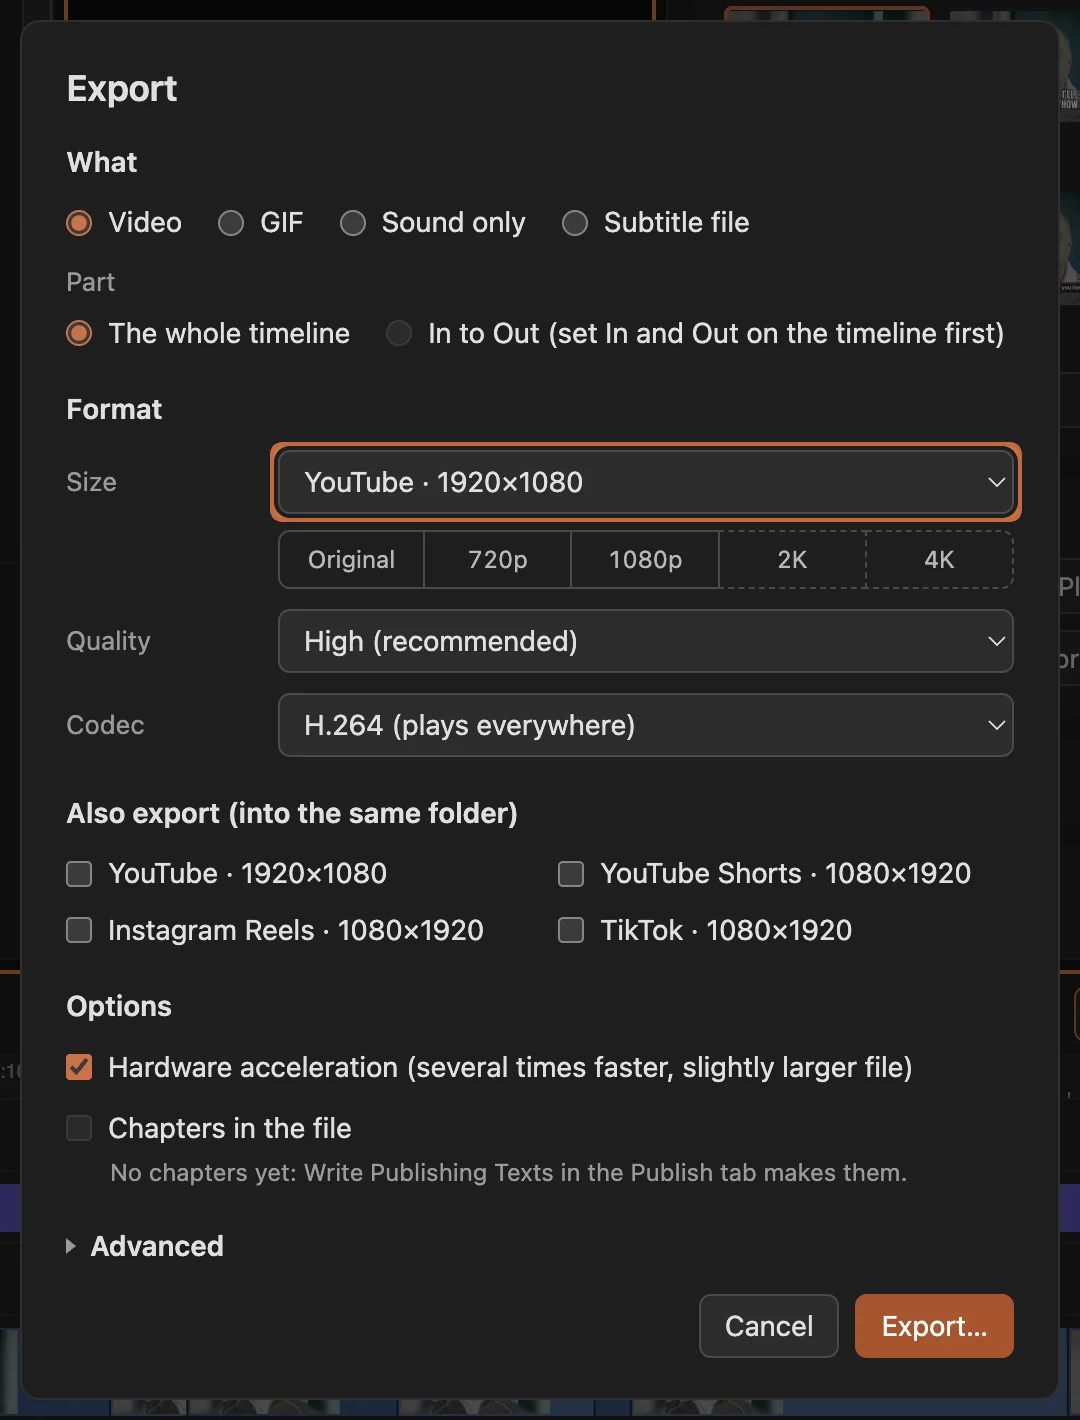 Export
What
Video
GIF
Sound only
Subtitle file
Part
The whole timeline
In to Out (set In and Out on the timeline first)
Format
Size
YouTube · 1920×1080
Original
720p
1080p
2K
4K
Quality
High (recommended)
Codec
H.264 (plays everywhere)
Also export (into the same folder)
YouTube · 1920×1080
YouTube Shorts · 1080×1920
Instagram Reels · 1080×1920
TikTok · 1080×1920
Options
Hardware acceleration (several times faster, slightly larger file)
Chapters in the file
No chapters yet: Write Publishing Texts in the Publish tab makes them.
Advanced
Cancel
Export...